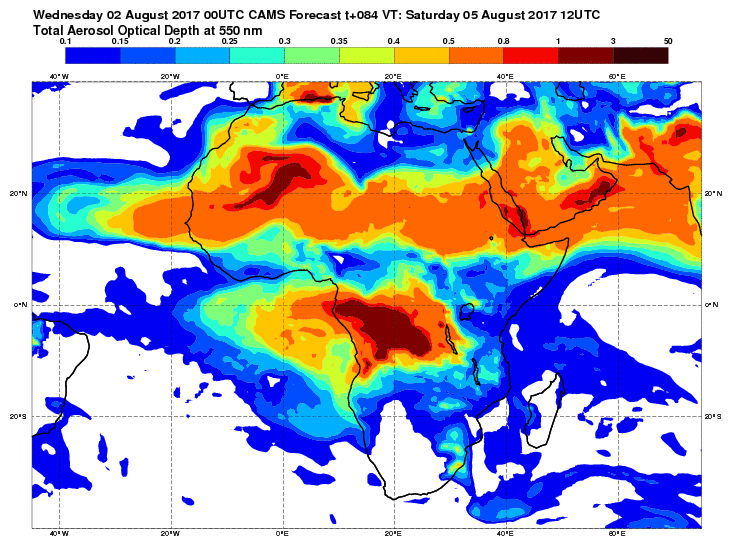 Wednesday 02 August 2017 00UTC CAMS Forecast t+084 VT: Saturday 05 August 2017 12UTC
Total Aerosol Optical Depth at 550 nm
0.1 0.15 0.2 0.25 0.3 0.35 0.4 0.5 0.8 1 3 50
40°W 20°W 0°E 20°E 40°E 60°E
20°N 20°N
0°N 0°N
20°S 20°S
40°W 20°W 0°E 20°E 40°E 60°E